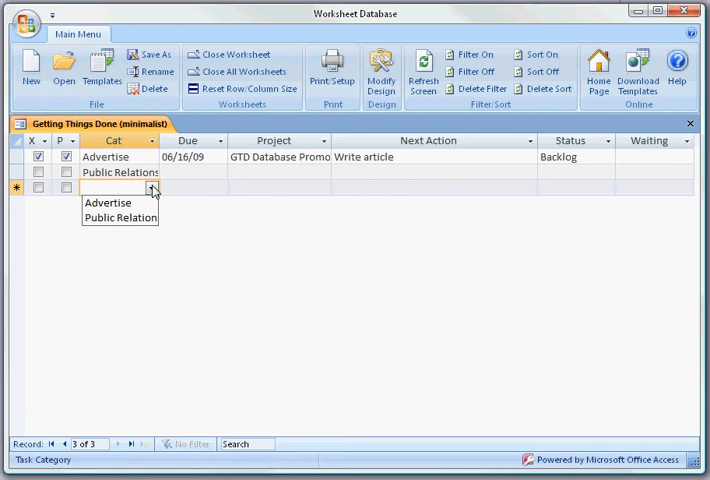 Worksheet Database
Main Menu
New
Open
Templates
Save As
Rename
Delete
File
Close Worksheet
Close All Worksheets
Reset Row/Column Size
Worksheets
Print/Setup
Print
Modify
Design
Design
Refresh
Screen
Filter On
Filter Off
Delete Filter
Sort On
Sort Off
Delete Sort
Filter/Sort
Home
Page
Download
Templates
Help
Online
Getting Things Done (minimalist)
X P Cat Due Project Next Action Status Waiting
Advertise 06/16/09 GTD Database Promo Write article Backlog
Public Relations
Advertise
Public Relation
Record: 3 of 3 No Filter Search
Task Category Powered by Microsoft Office Access